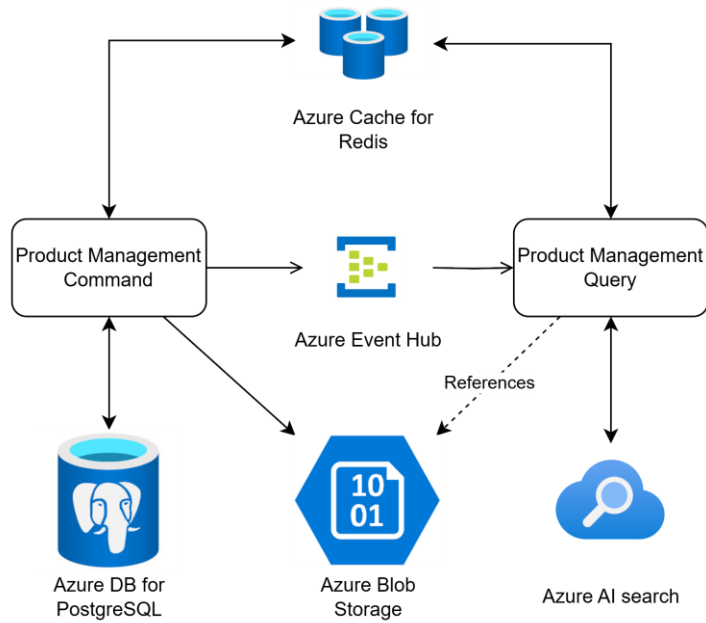 Azure Cache for
Redis
Product Management
Command
Product Management
Query
Azure Event Hub
References
10
01
Azure DB for
PostgreSQL
Azure Blob
Storage
Azure AI search